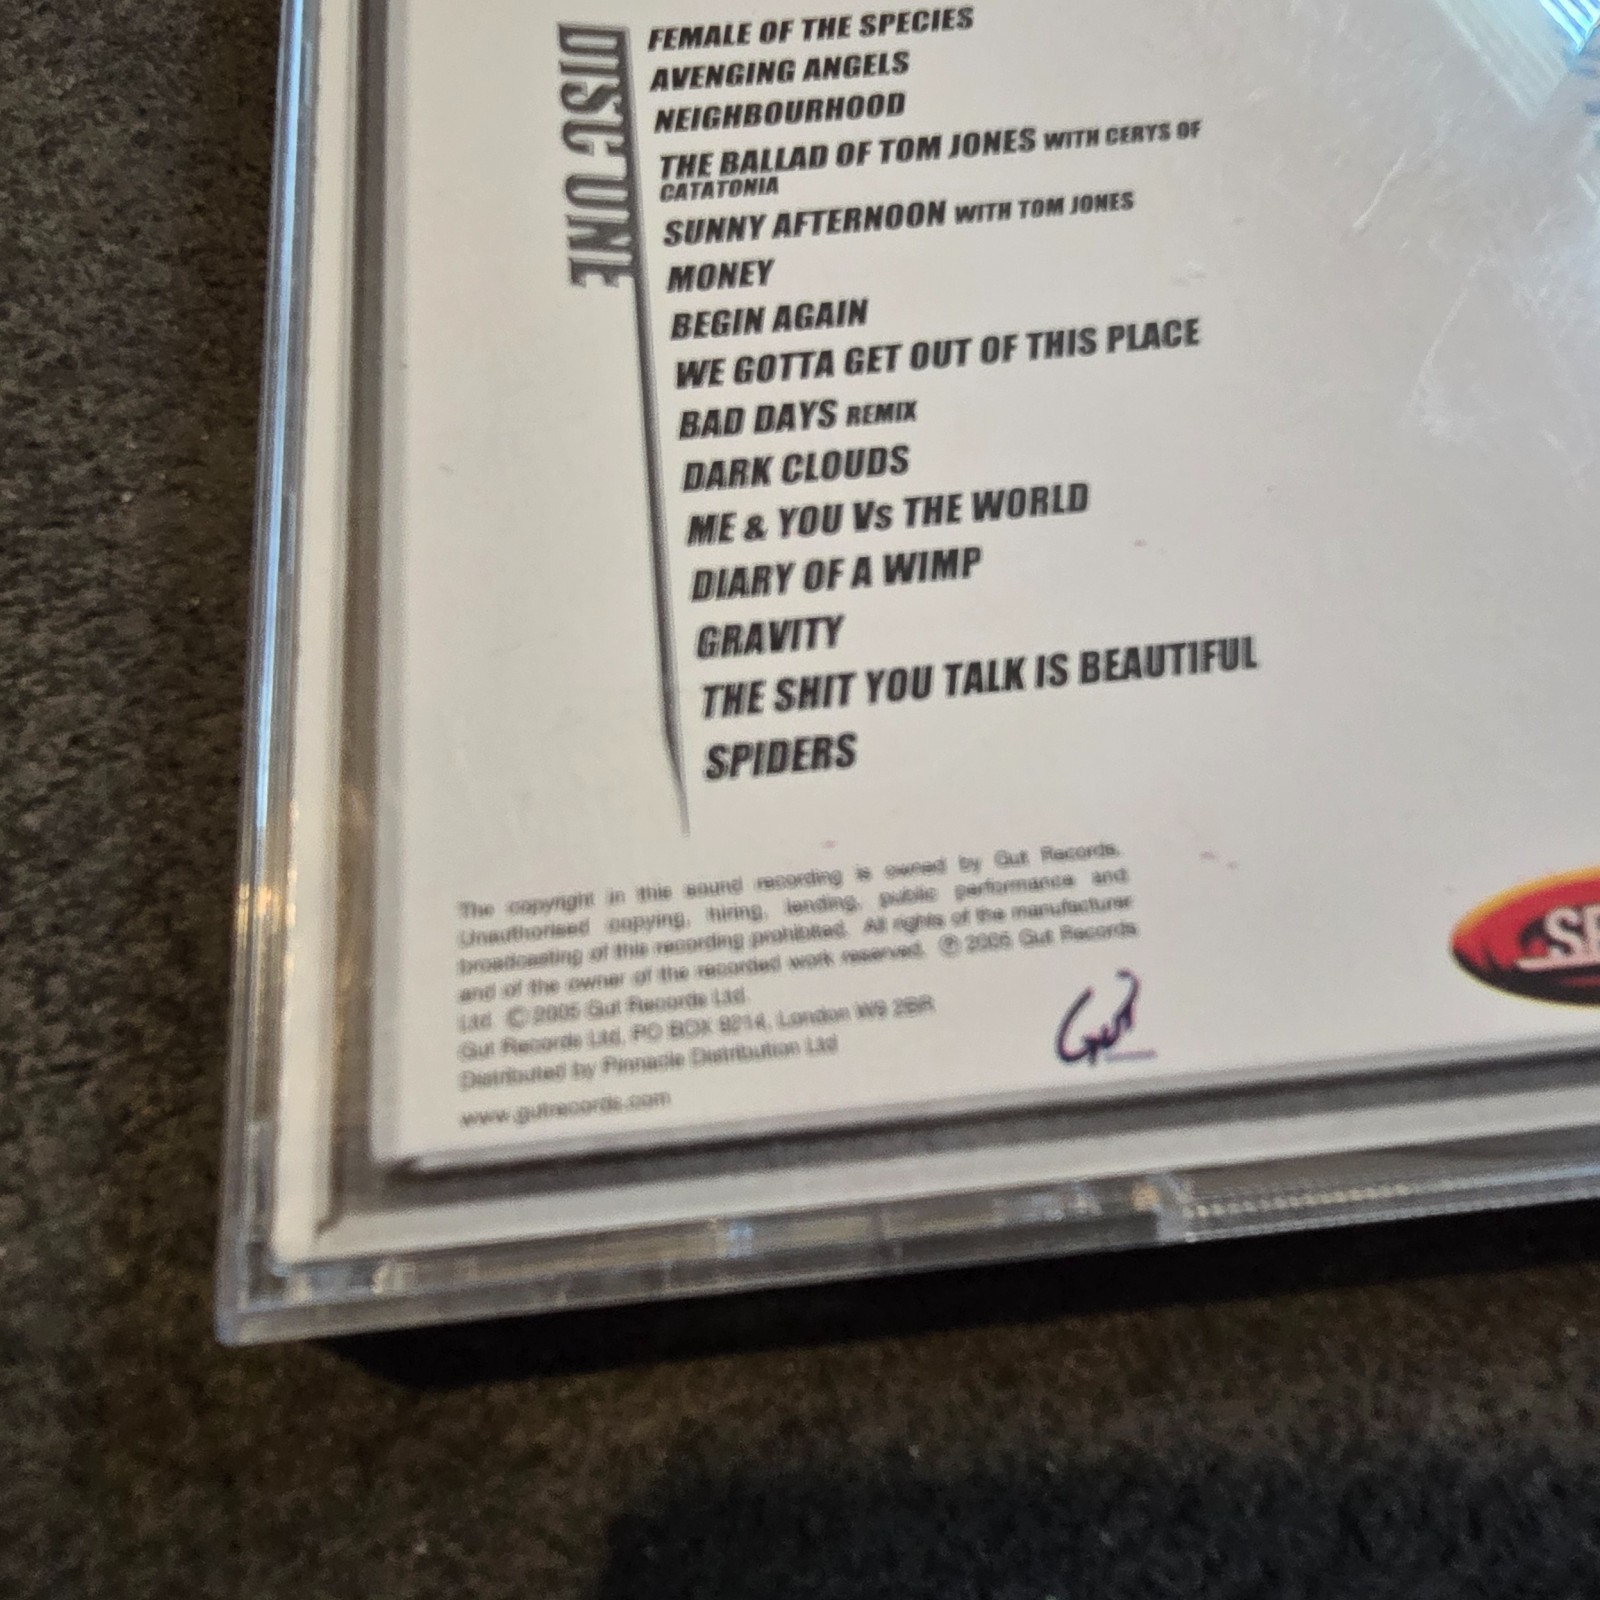 DISC ONE
FEMALE OF THE SPECIES
AVENGING ANGELS
NEIGHBOURHOOD
THE BALLAD OF TOM JONES WITH CERYS OF
CATATONIA
SUNNY AFTERNOON WITH TOM JONES
MONEY
BEGIN AGAIN
WE GOTTA GET OUT OF THIS PLACE
BAD DAYS REMIX
DARK CLOUDS
ME & YOU Vs THE WORLD
DIARY OF A WIMP
GRAVITY
THE SHIT YOU TALK IS BEAUTIFUL
SPIDERS
The copyright in this sound recording is owned by Gut Records.
Unauthorised copying, hiring, lending, public performance and
broadcasting of this recording prohibited. All rights of the manufacturer
and of the owner of the recorded work reserved. ℗ 2005 Gut Records
Ltd. © 2005 Gut Records Ltd.
Gut Records Ltd, PO BOX 9214, London W9 2BR
Distributed by Pinnacle Distribution Ltd
www.gutrecords.com
Gut